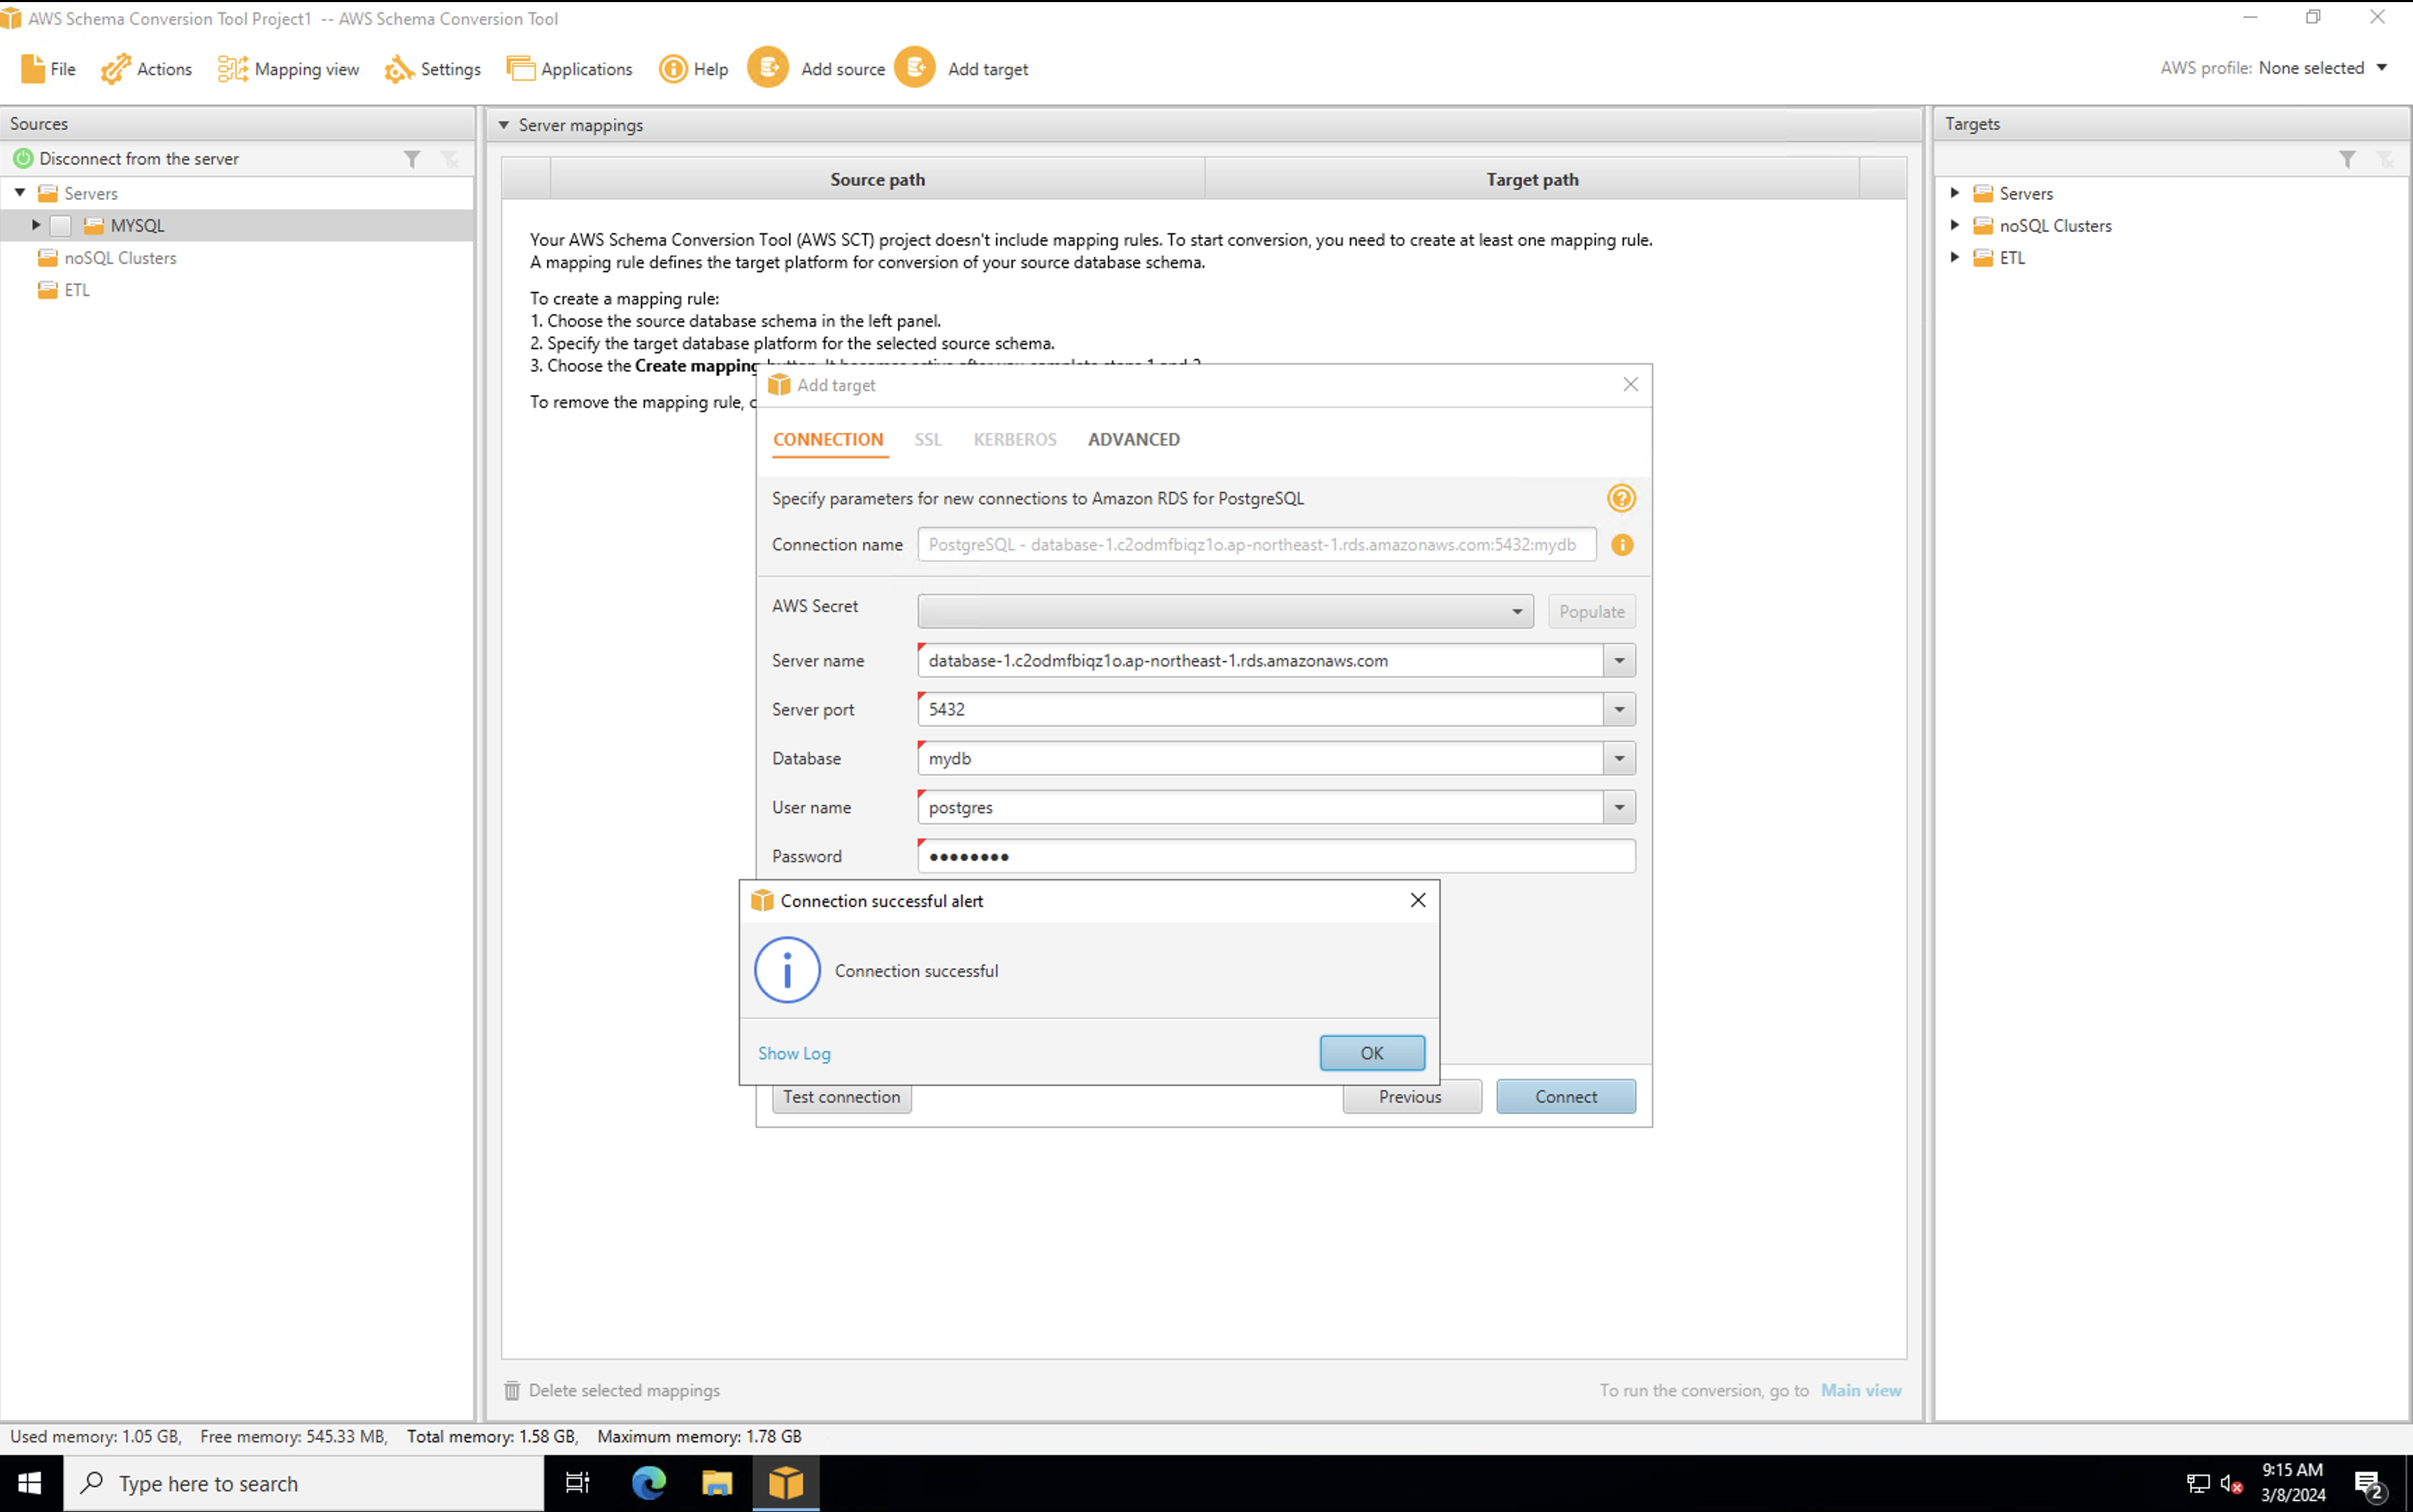 AWS Schema Conversion Tool Project1 -- AWS Schema Conversion Tool
File Actions Mapping view Settings Applications Help Add source Add target AWS profile: None selected
Sources
Disconnect from the server
Servers
MYSQL
noSQL Clusters
ETL
Server mappings
Source path Target path
Your AWS Schema Conversion Tool (AWS SCT) project doesn't include mapping rules. To start conversion, you need to create at least one mapping rule.
A mapping rule defines the target platform for conversion of your source database schema.
To create a mapping rule:
1. Choose the source database schema in the left panel.
2. Specify the target database platform for the selected source schema.
3. Choose the Create mapping
To remove the mapping rule,
Add target
CONNECTION SSL KERBEROS ADVANCED
Specify parameters for new connections to Amazon RDS for PostgreSQL
Connection name PostgreSQL - database-1.c2odmfbiqz1o.ap-northeast-1.rds.amazonaws.com:5432:mydb
AWS Secret Populate
Server name database-1.c2odmfbiqz1o.ap-northeast-1.rds.amazonaws.com
Server port 5432
Database mydb
User name postgres
Password ••••••••
Connection successful alert
Connection successful
Show Log OK
Test connection Previous Connect
Delete selected mappings To run the conversion, go to Main view
Targets
Servers
noSQL Clusters
ETL
Used memory: 1.05 GB, Free memory: 545.33 MB, Total memory: 1.58 GB, Maximum memory: 1.78 GB
Type here to search
9:15 AM
3/8/2024
2